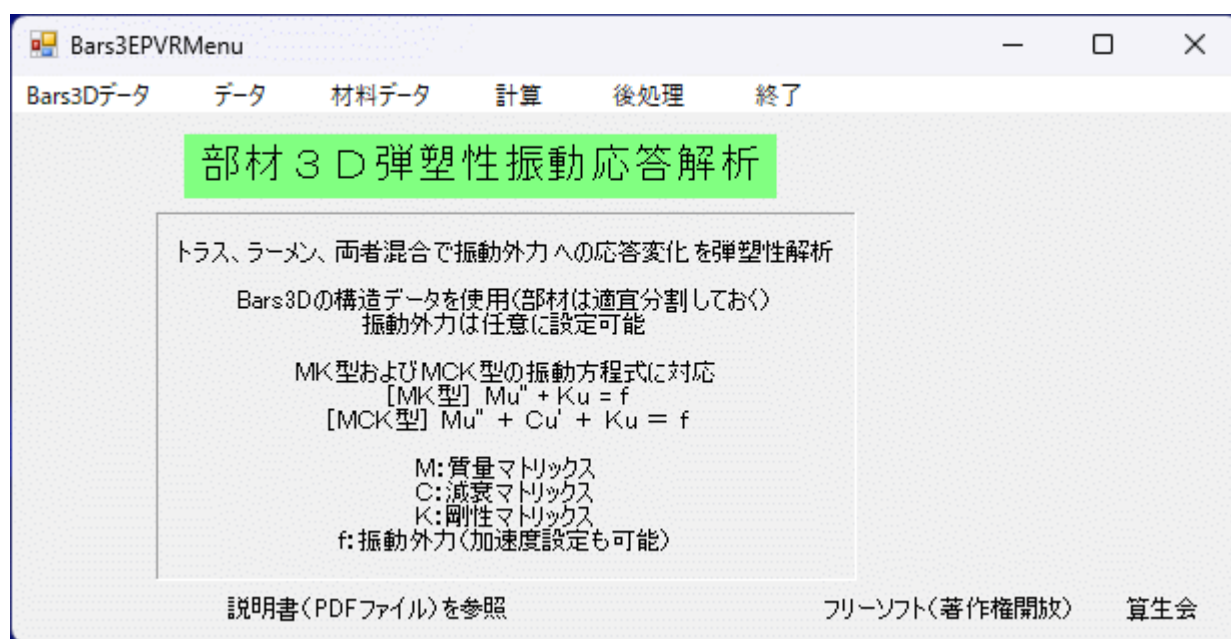 Bars3EPVRMenu
Bars3Dデータ データ 材料データ 計算 後処理 終了
部材３Ｄ弾塑性振動応答解析
トラス、ラーメン、両者混合で振動外力への応答変化を弾塑性解析
Bars3Dの構造データを使用(部材は適宜分割しておく)
振動外力は任意に設定可能
MK型およびMCK型の振動方程式に対応
[MK型] Mu" + Ku = f
[MCK型] Mu" + Cu' + Ku ＝ f
M:質量マトリックス
C:減衰マトリックス
K:剛性マトリックス
f:振動外力(加速度設定も可能)
説明書(PDFファイル)を参照 フリーソフト(著作権開放) 算生会